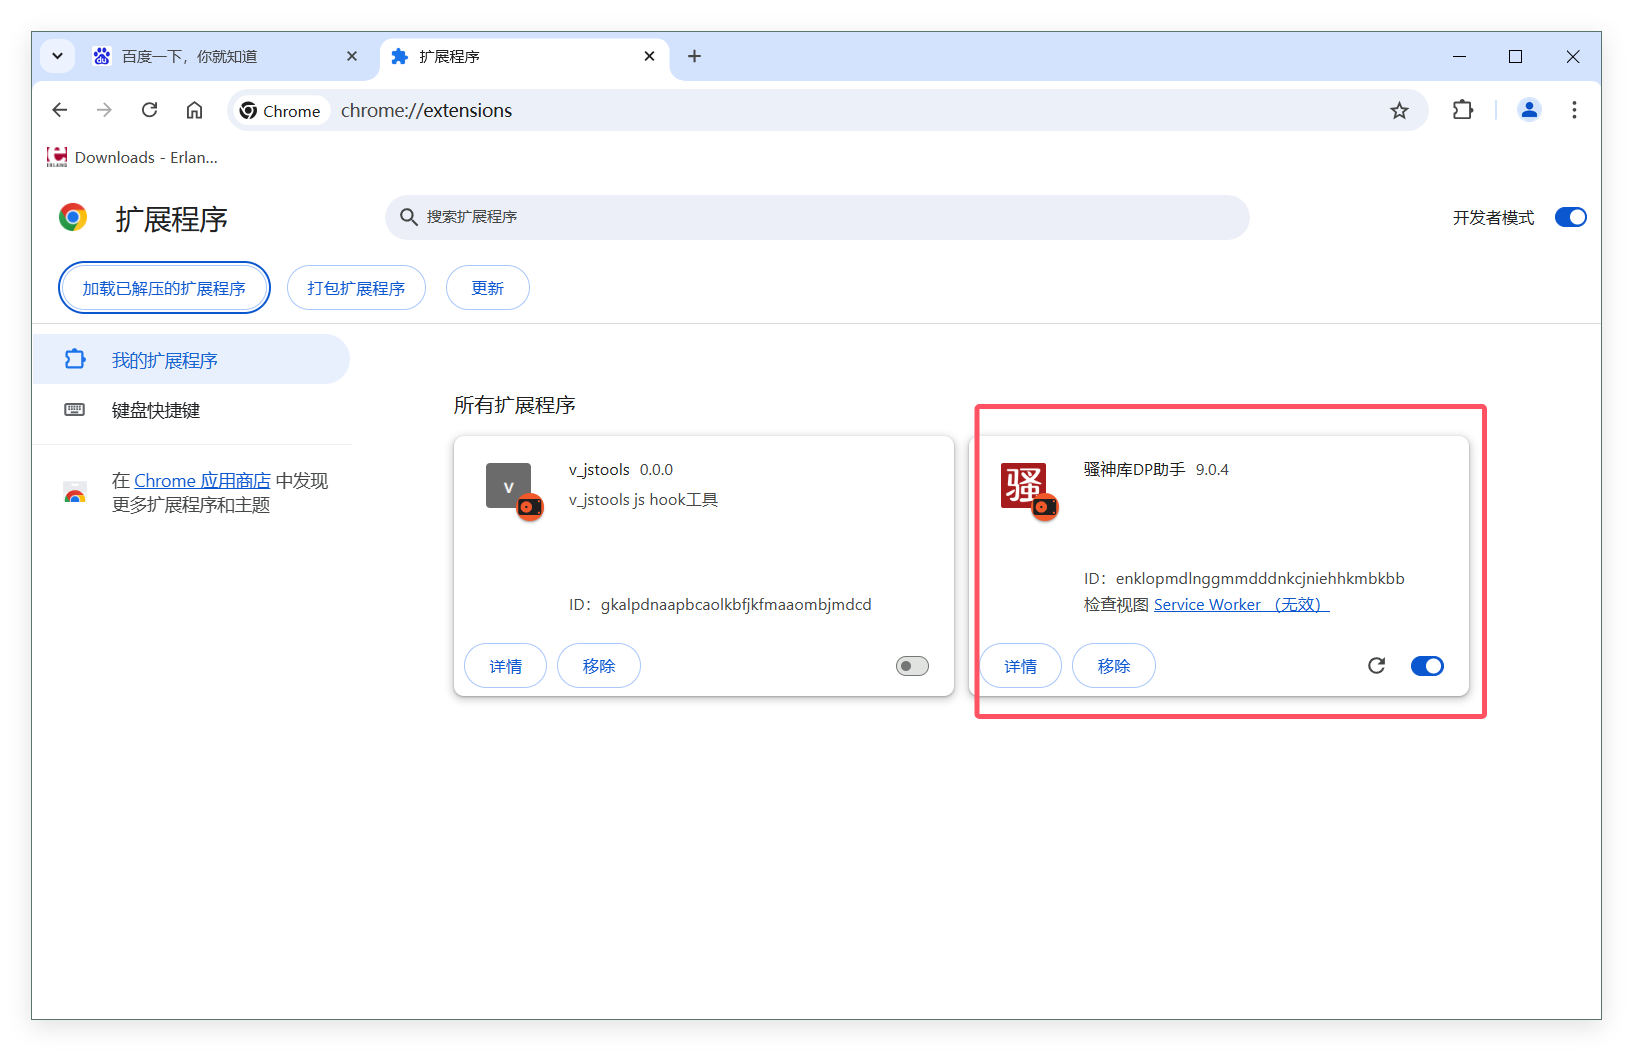 百度一下，你就知道
扩展程序
Chrome
chrome://extensions
ERLANG
Downloads - Erlan...
扩展程序
搜索扩展程序
开发者模式
加载已解压的扩展程序
打包扩展程序
更新
我的扩展程序
键盘快捷键
在 Chrome 应用商店 中发现
更多扩展程序和主题
所有扩展程序
v
v_jstools 0.0.0
v_jstools js hook工具
ID：gkalpdnaapbcaolkbfjkfmaaombjmdcd
详情
移除
骚
骚神库DP助手 9.0.4
ID：enklopmdlnggmmdddnkcjniehhkmbkbb
检查视图 Service Worker （无效）
详情
移除